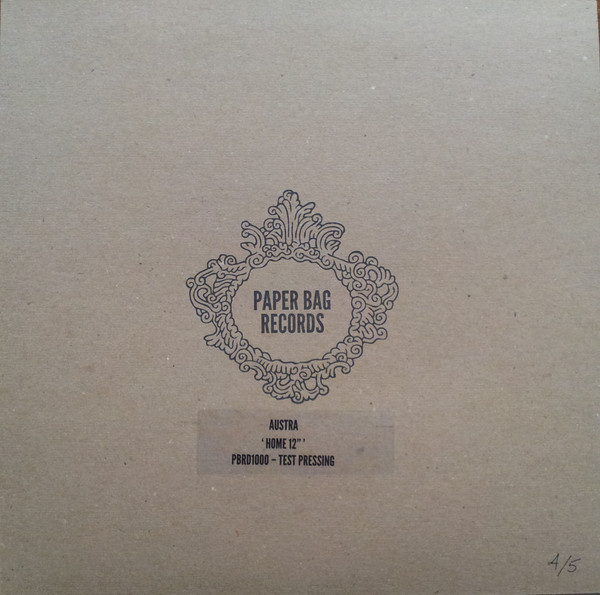 PAPER BAG
RECORDS
AUSTRA
‘ HOME 12” ’
PBRD1000 – TEST PRESSING
4/5